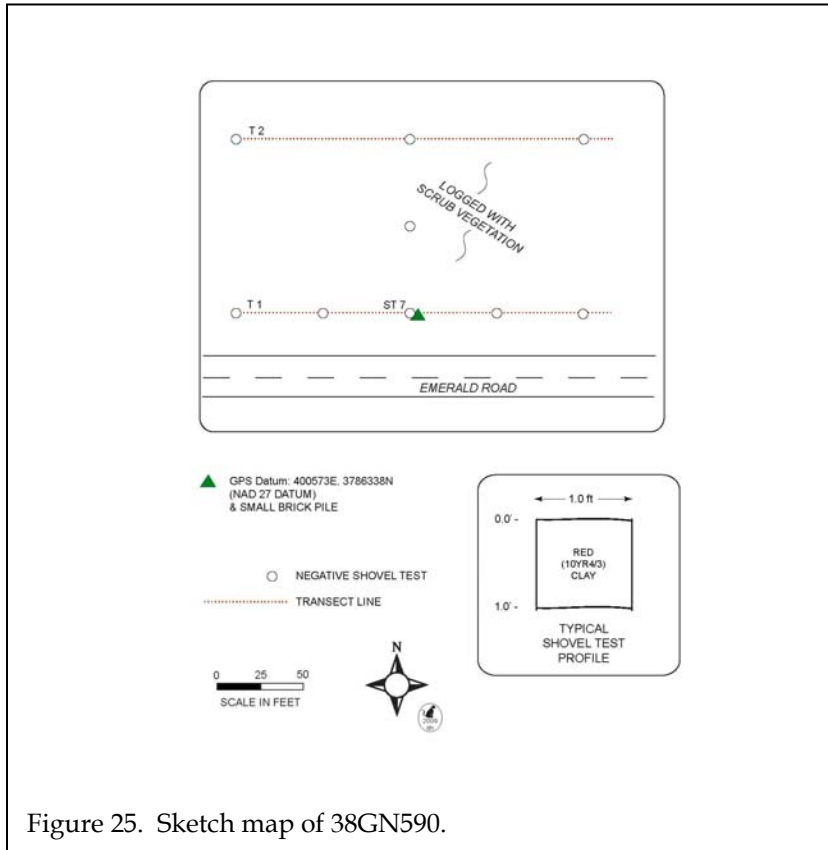 T 2
LOGGED WITH
SCRUB VEGETATION
T 1
ST 7
EMERALD ROAD
GPS Datum: 400573E, 3786338N
(NAD 27 DATUM)
& SMALL BRICK PILE
NEGATIVE SHOVEL TEST
TRANSECT LINE
0 25 50
SCALE IN FEET
N
1.0 ft
0.0' -
RED
(10YR4/3)
CLAY
1.0' -
TYPICAL
SHOVEL TEST
PROFILE
Figure 25. Sketch map of 38GN590.